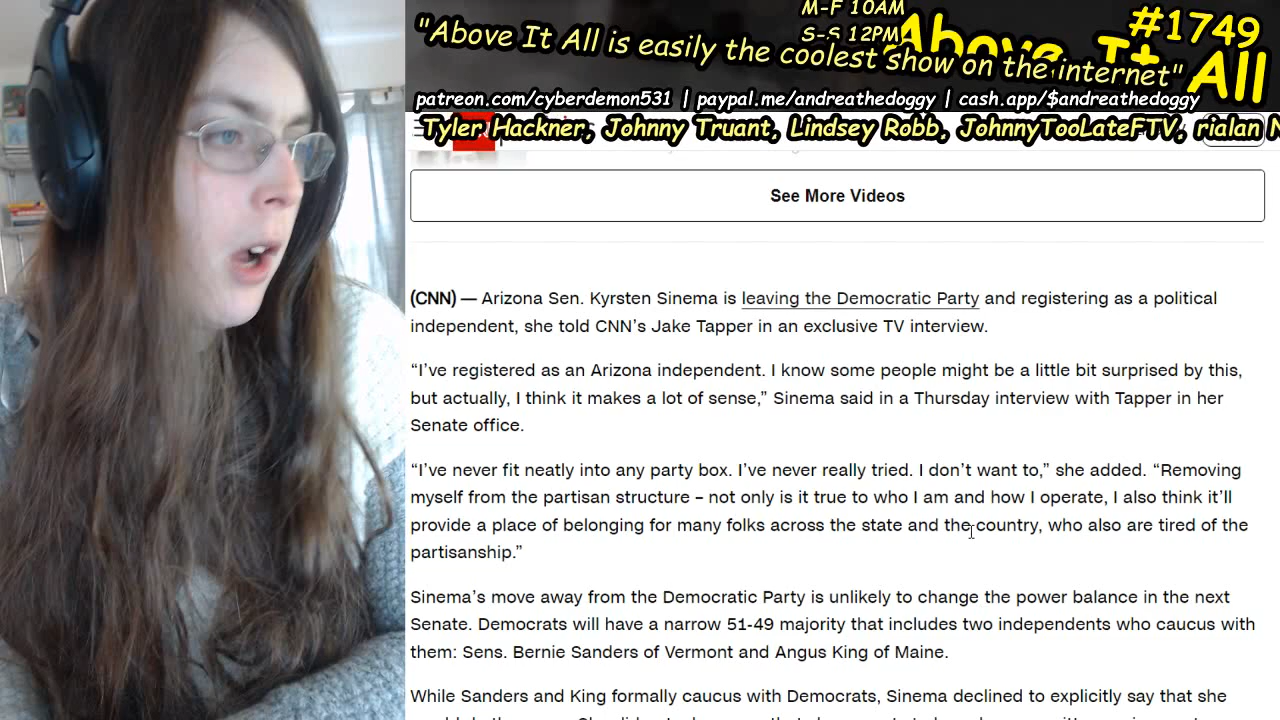 M-F 10AM
S-S 12PM
Above It All
#1749
"Above It All is easily the coolest show on the internet"
patreon.com/cyberdemon531 | paypal.me/andreathedoggy | cash.app/$andreathedoggy
Tyler Hackner, Johnny Truant, Lindsey Robb, JohnnyTooLateFTV, rialan
See More Videos
(CNN) — Arizona Sen. Kyrsten Sinema is leaving the Democratic Party and registering as a political
independent, she told CNN’s Jake Tapper in an exclusive TV interview.
“I’ve registered as an Arizona independent. I know some people might be a little bit surprised by this,
but actually, I think it makes a lot of sense,” Sinema said in a Thursday interview with Tapper in her
Senate office.
“I’ve never fit neatly into any party box. I’ve never really tried. I don’t want to,” she added. “Removing
myself from the partisan structure – not only is it true to who I am and how I operate, I also think it’ll
provide a place of belonging for many folks across the state and the country, who also are tired of the
partisanship.”
Sinema’s move away from the Democratic Party is unlikely to change the power balance in the next
Senate. Democrats will have a narrow 51-49 majority that includes two independents who caucus with
them: Sens. Bernie Sanders of Vermont and Angus King of Maine.
While Sanders and King formally caucus with Democrats, Sinema declined to explicitly say that she